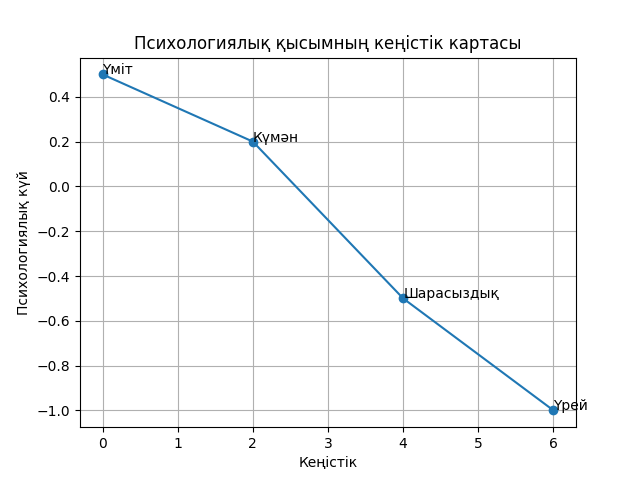 Психологиялық қысымның кеңістік картасы
Үміт
Күмән
Шарасыздық
Үрей
Психологиялық күй
0.4
0.2
0.0
−0.2
−0.4
−0.6
−0.8
−1.0
0 1 2 3 4 5 6
Кеңістік